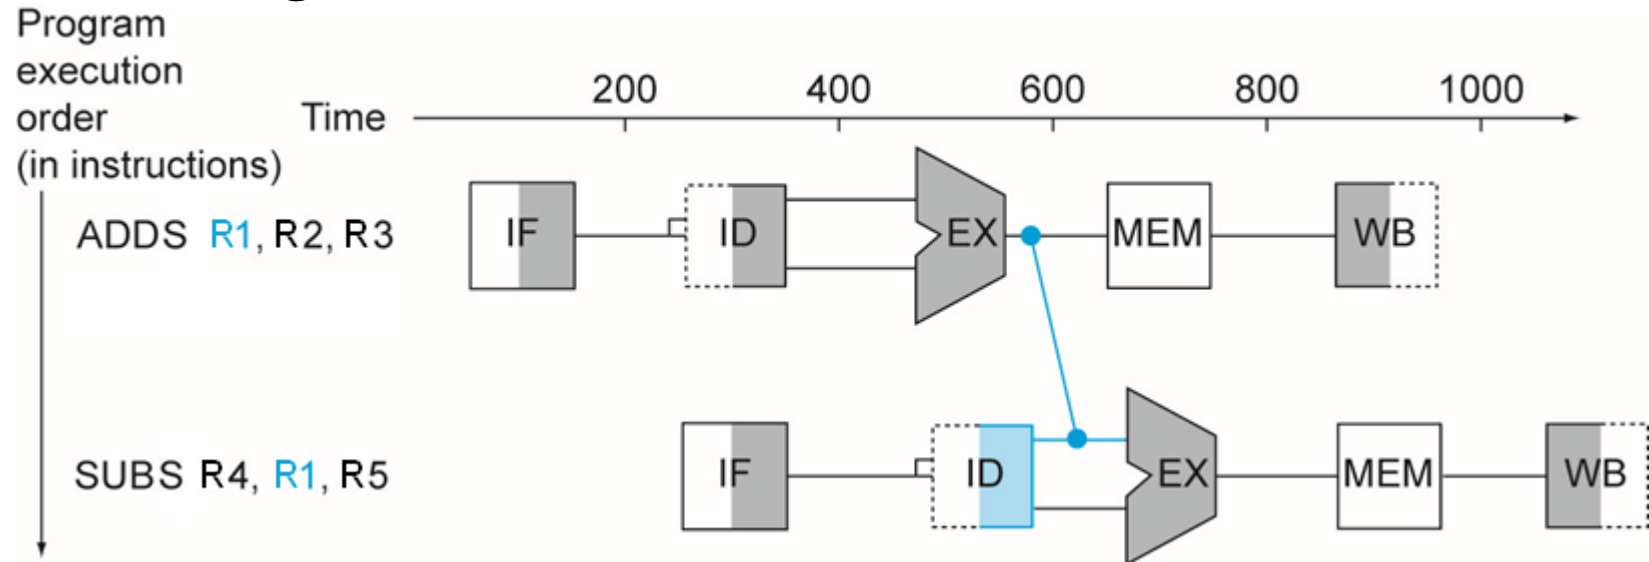 Program
execution
order
(in instructions)
Time
200 400 600 800 1000
ADDS R1, R2, R3
IF ID EX MEM WB
SUBS R4, R1, R5
IF ID EX MEM WB